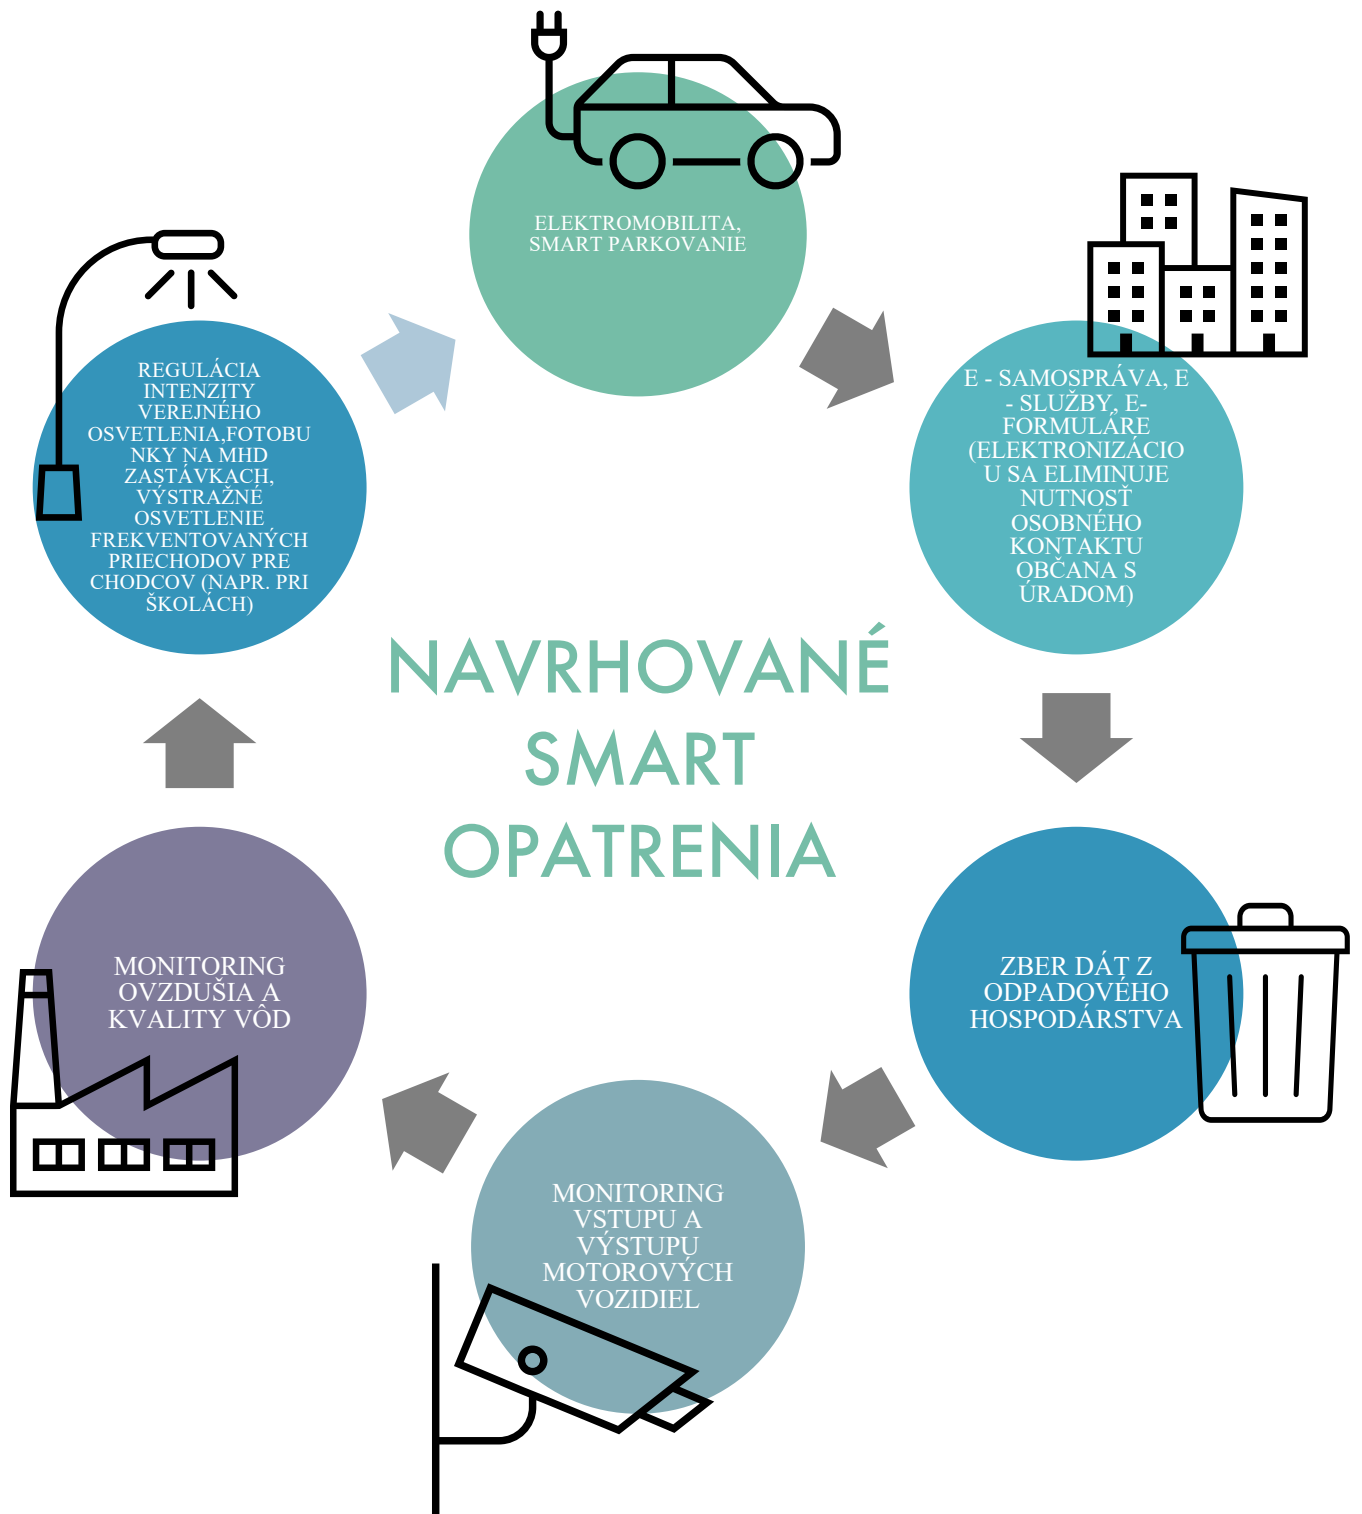 ELEKTROMOBILITA,
SMART PARKOVANIE
E - SAMOSPRÁVA, E
- SLUŽBY, E-
FORMULÁRE
(ELEKTRONIZÁCIO
U SA ELIMINUJE
NUTNOSŤ
OSOBNÉHO
KONTAKTU
OBČANA S
ÚRADOM)
ZBER DÁT Z
ODPADOVÉHO
HOSPODÁRSTVA
MONITORING
VSTUPU A
VÝSTUPU
MOTOROVÝCH
VOZIDIEL
MONITORING
OVZDUŠIA A
KVALITY VÔD
REGULÁCIA
INTENZITY
VEREJNÉHO
OSVETLENIA,FOTOBU
NKY NA MHD
ZASTÁVKACH,
VÝSTRAŽNÉ
OSVETLENIE
FREKVENTOVANÝCH
PRIECHODOV PRE
CHODCOV (NAPR. PRI
ŠKOLÁCH)
NAVRHOVANÉ
SMART
OPATRENIA